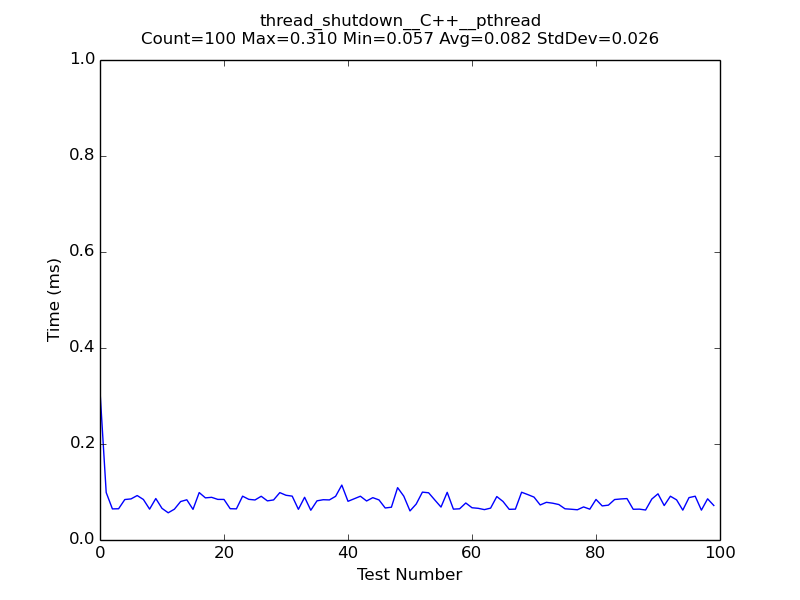 thread_shutdown__C++__pthread
Count=100 Max=0.310 Min=0.057 Avg=0.082 StdDev=0.026
1.0
0.8
0.6
0.4
0.2
0.0
Time (ms)
0 20 40 60 80 100
Test Number